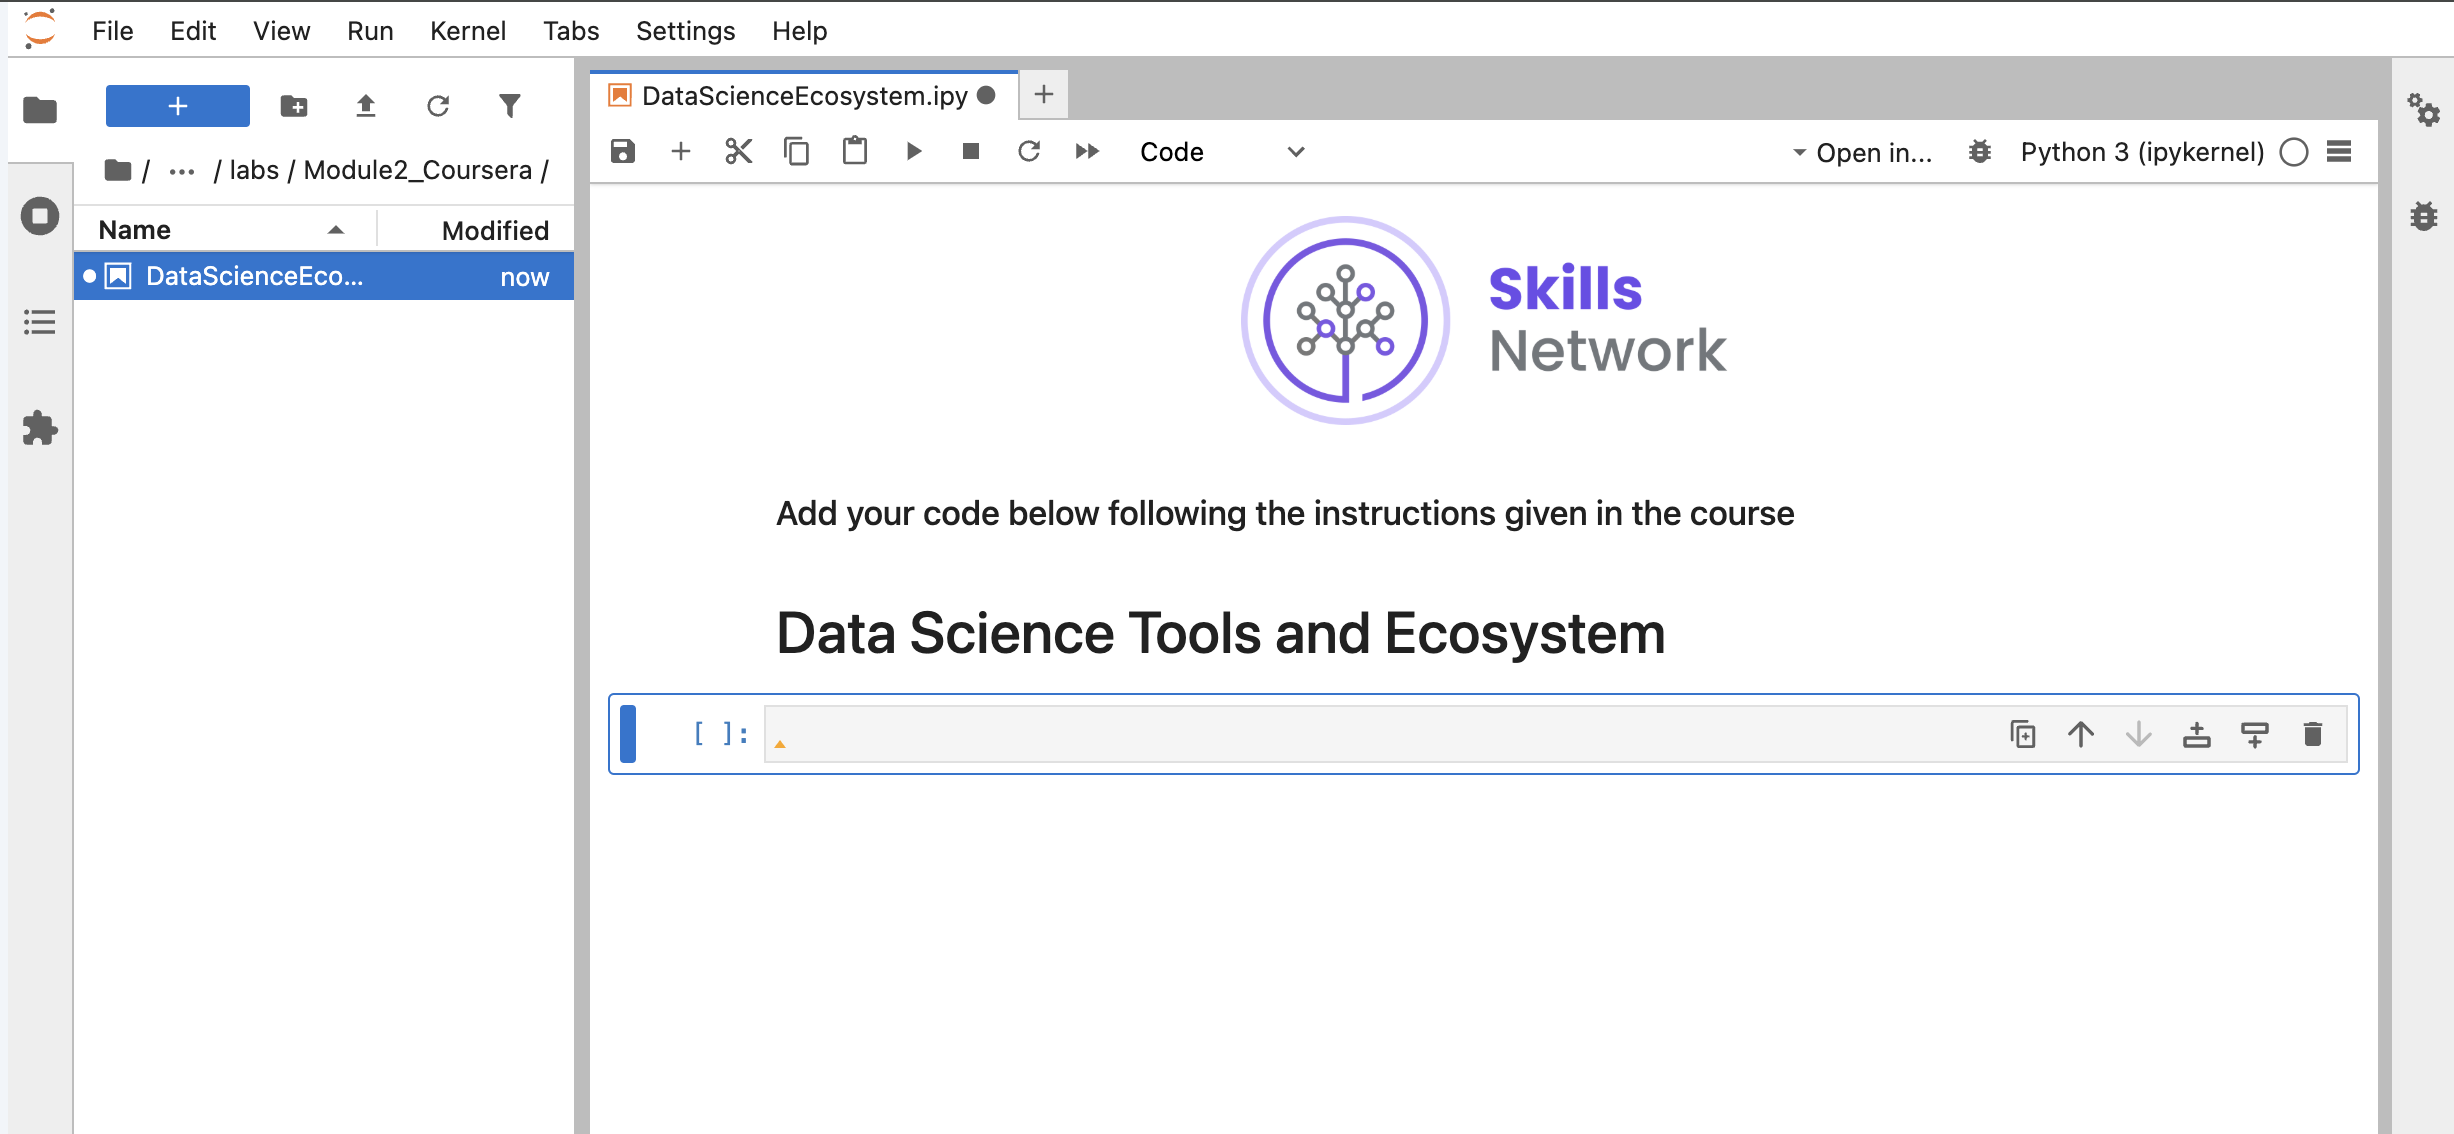 File Edit View Run Kernel Tabs Settings Help
+
/ ... / labs / Module2_Coursera /
Name Modified
DataScienceEco... now
DataScienceEcosystem.ipy
Code
Open in...
Python 3 (ipykernel)
Skills
Network
Add your code below following the instructions given in the course
Data Science Tools and Ecosystem
[ ]: